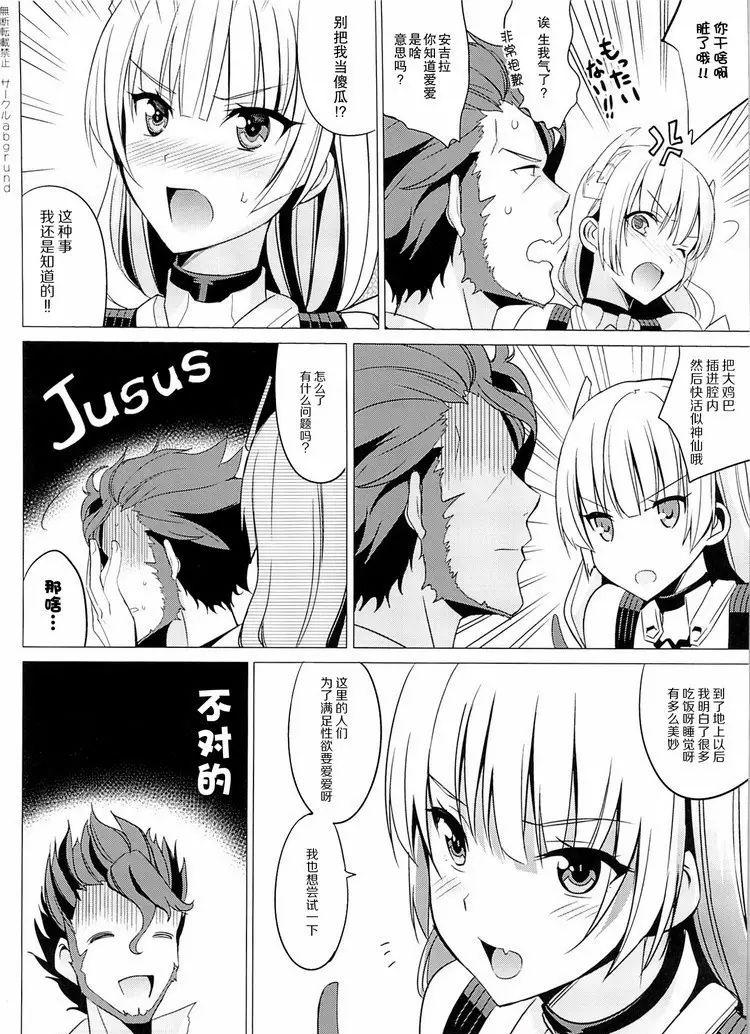 你干啥啊
脏了哦!!
もったい
ない!!
诶
生我气了?
非常抱歉
安吉拉
你知道爱爱
是啥
意思吗?
别把
我当傻瓜!?
这种事
我还是知道的!!
把大鸡巴
插进腔内
然后快活似神仙哦
怎么了
有什么问题吗?
Jusus
那啥…
到了地上以后
我明白了很多
吃饭呀睡觉呀
有多么美妙
这里的人们
为了满足性欲要爱爱呀
我也想尝试一下
不对的
無断転載禁止 サークルabgrund